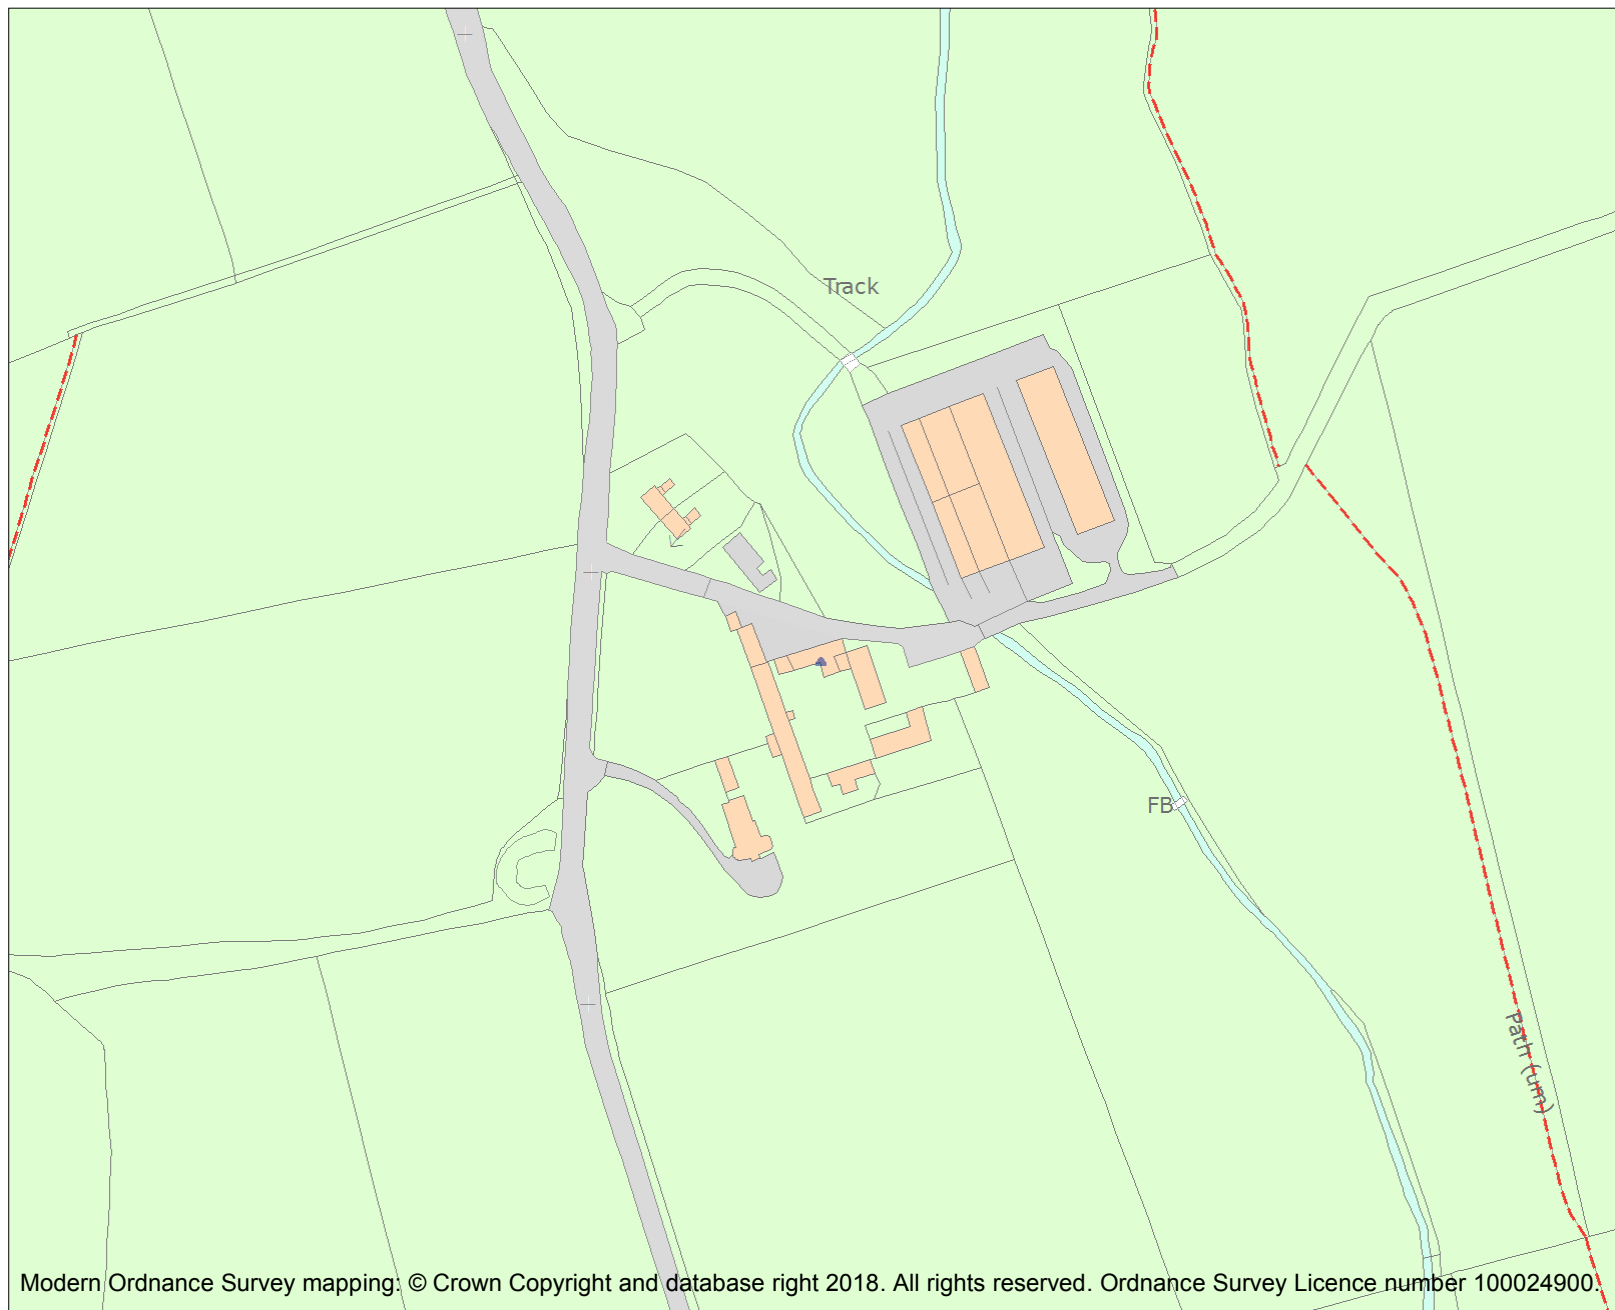 Track
FB
Path (um)
Modern Ordnance Survey mapping: © Crown Copyright and database right 2018. All rights reserved. Ordnance Survey Licence number 100024900.